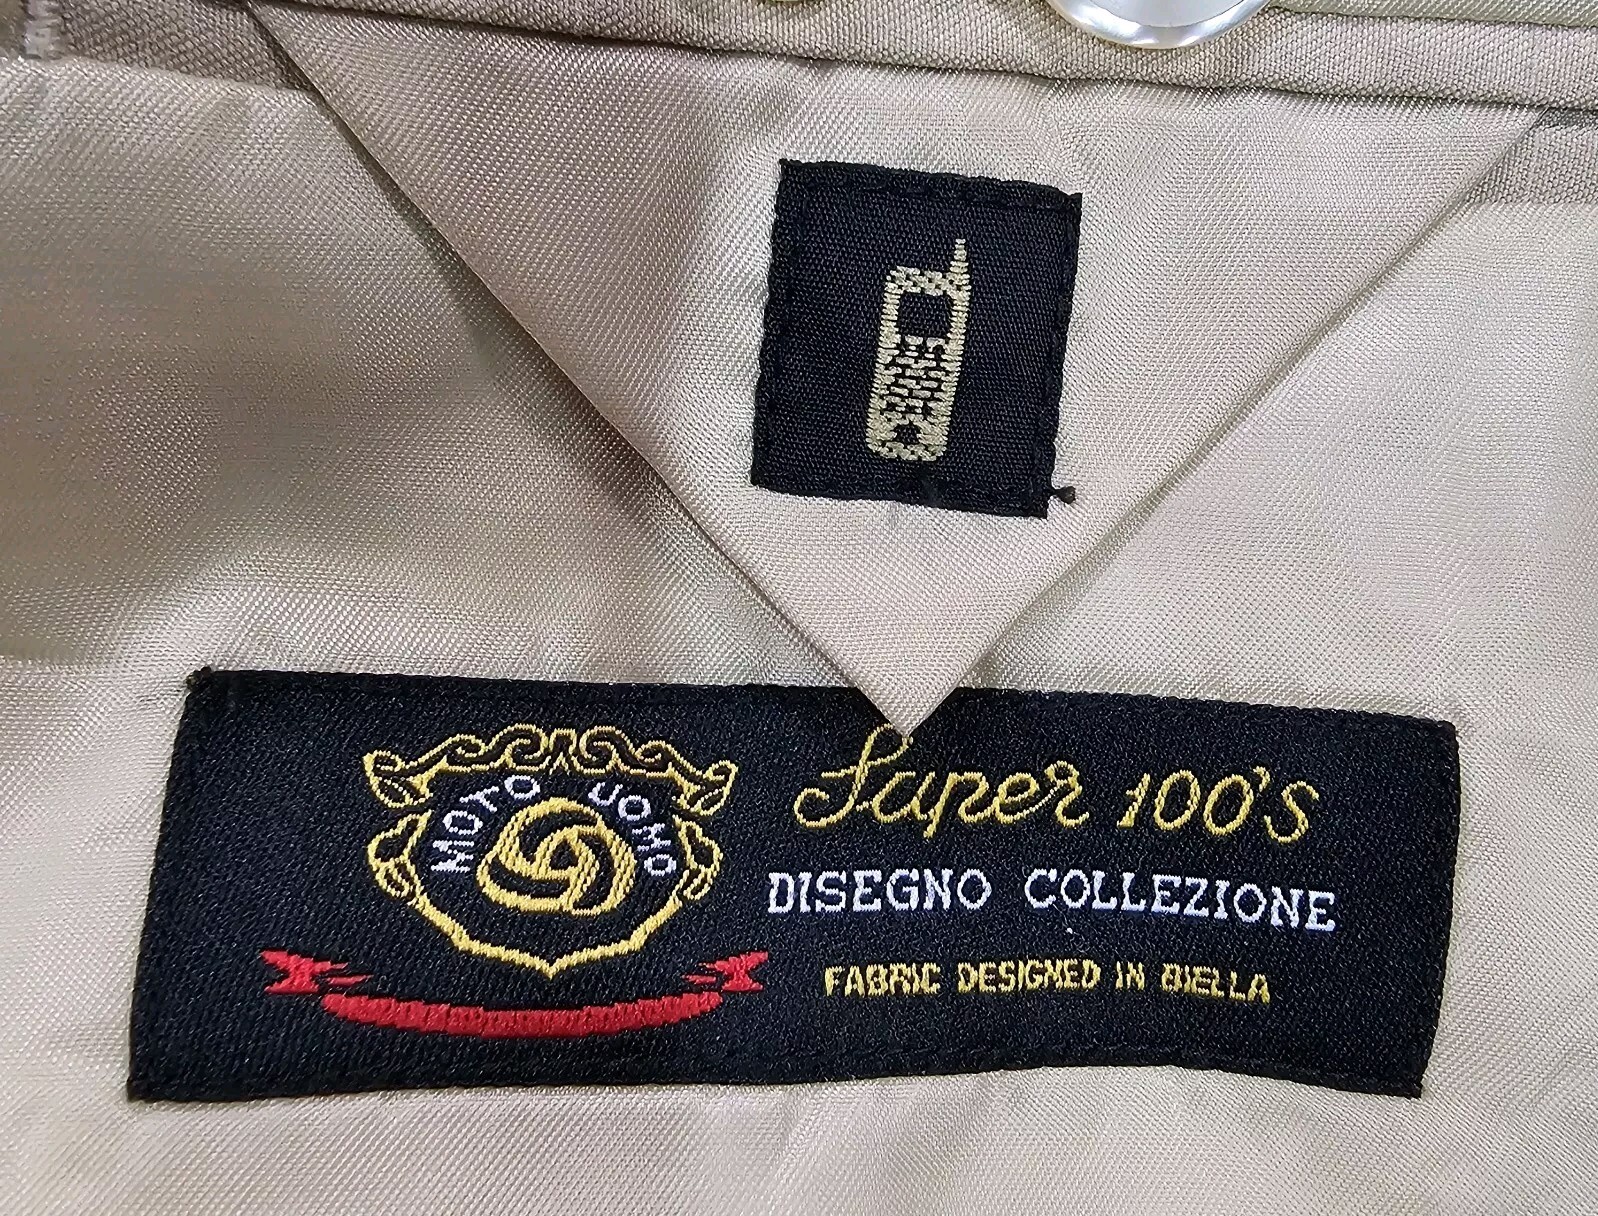 MOTO UOMO
Super 100's
DISEGNO COLLEZIONE
FABRIC DESIGNED IN BIELLA